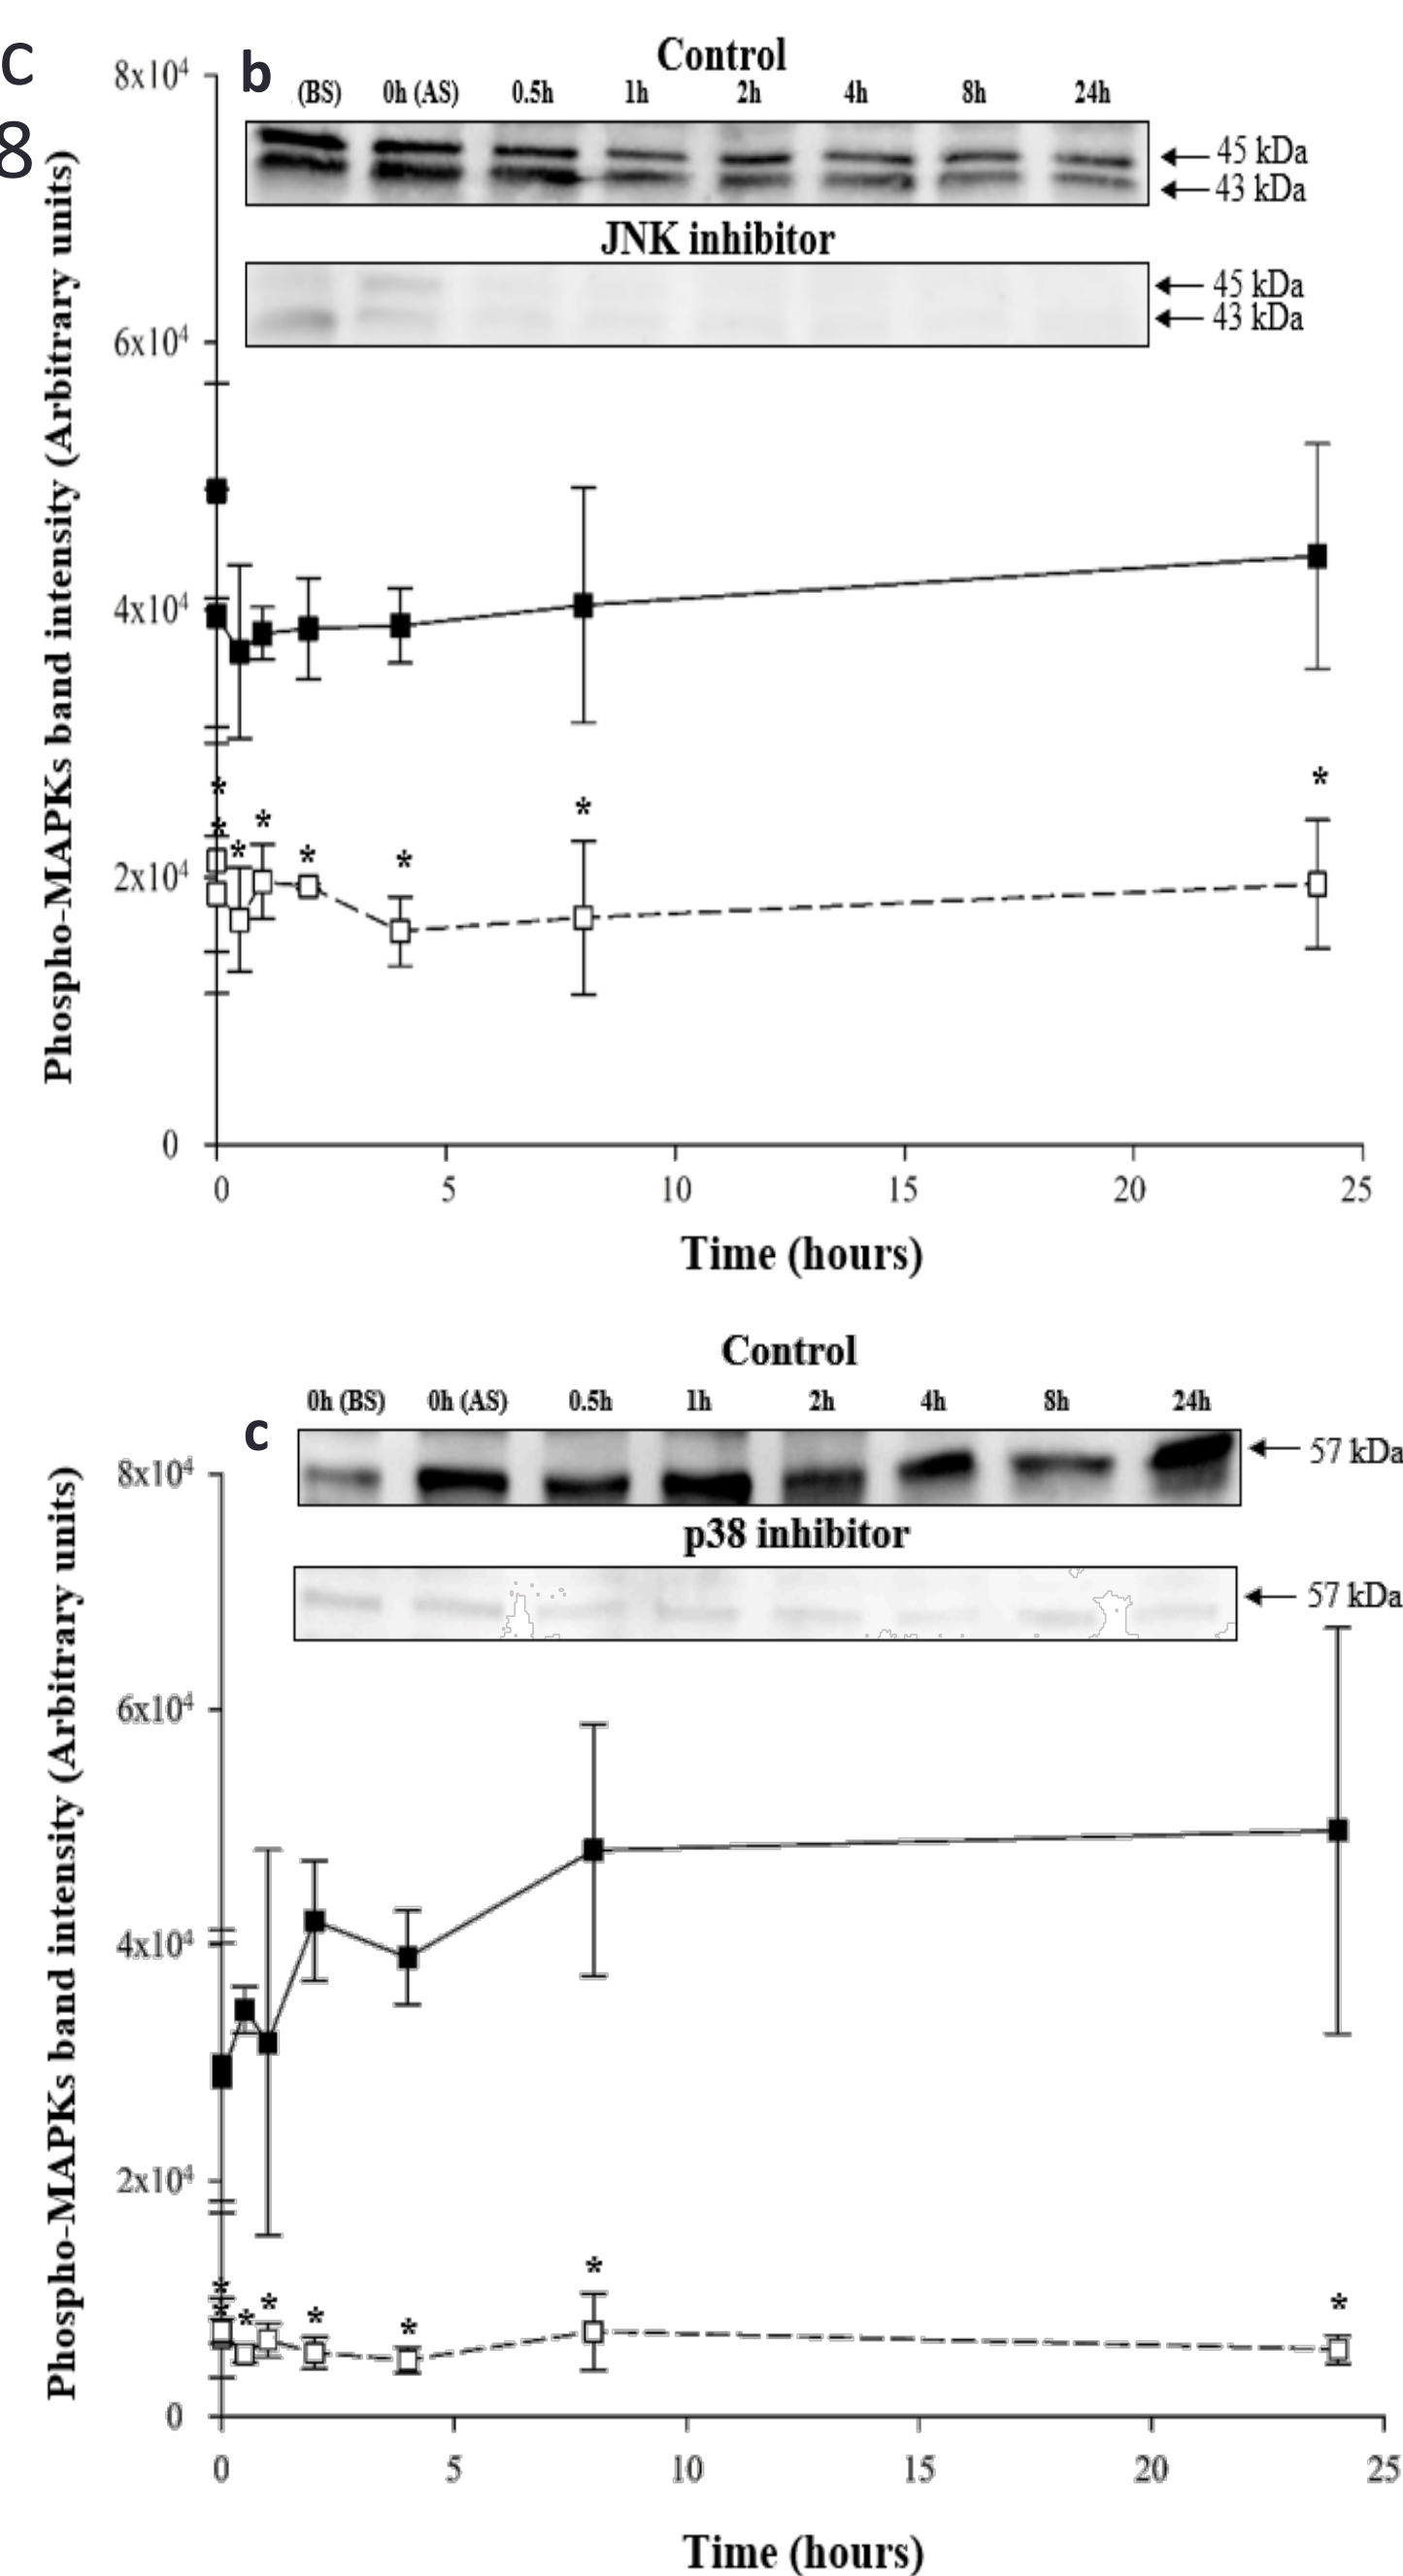 C
8
b
Control
(BS) 0h (AS) 0.5h 1h 2h 4h 8h 24h
45 kDa
43 kDa
JNK inhibitor
45 kDa
43 kDa
Phospho-MAPKs band intensity (Arbitrary units)
8x10⁴
6x10⁴
4x10⁴
2x10⁴
0
* * * * * * * *
0 5 10 15 20 25
Time (hours)
Control
0h (BS) 0h (AS) 0.5h 1h 2h 4h 8h 24h
c
57 kDa
p38 inhibitor
57 kDa
Phospho-MAPKs band intensity (Arbitrary units)
8x10⁴
6x10⁴
4x10⁴
2x10⁴
0
* * * * * * * *
0 5 10 15 20 25
Time (hours)